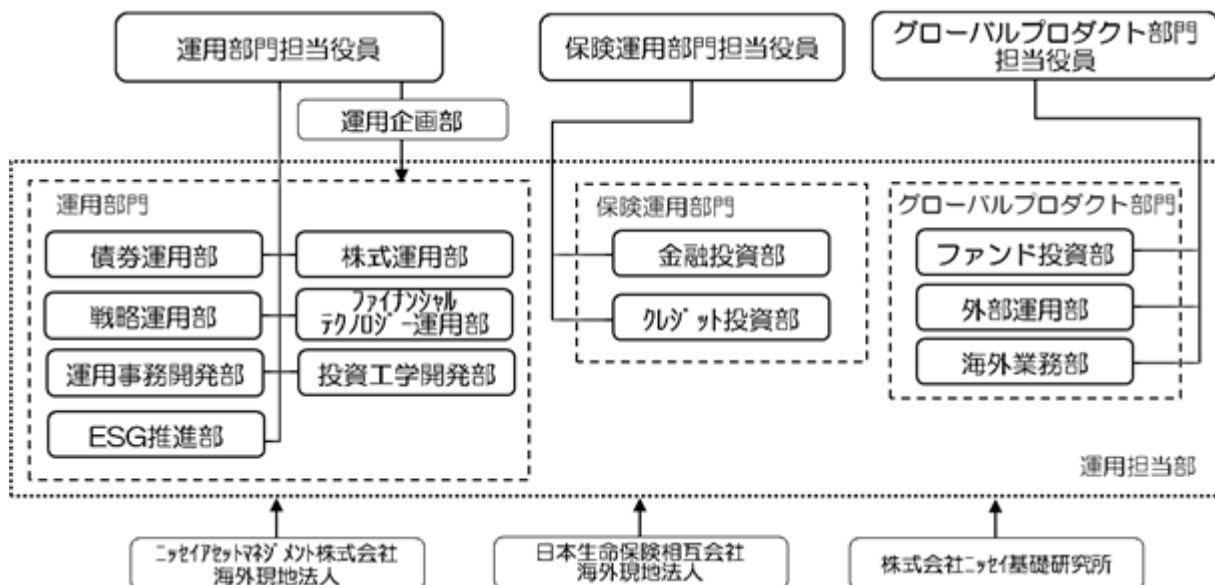 運用部門担当役員
保険運用部門担当役員
グローバルプロダクト部門
担当役員
運用企画部
運用部門
債券運用部
株式運用部
戦略運用部
ファイナンシャル
テクノロジー運用部
運用事務開発部
投資工学開発部
ESG推進部
保険運用部門
金融投資部
クレジット投資部
グローバルプロダクト部門
ファンド投資部
外部運用部
海外業務部
運用担当部
ニッセイアセットマネジメント株式会社
海外現地法人
日本生命保険相互会社
海外現地法人
株式会社ニッセイ基礎研究所